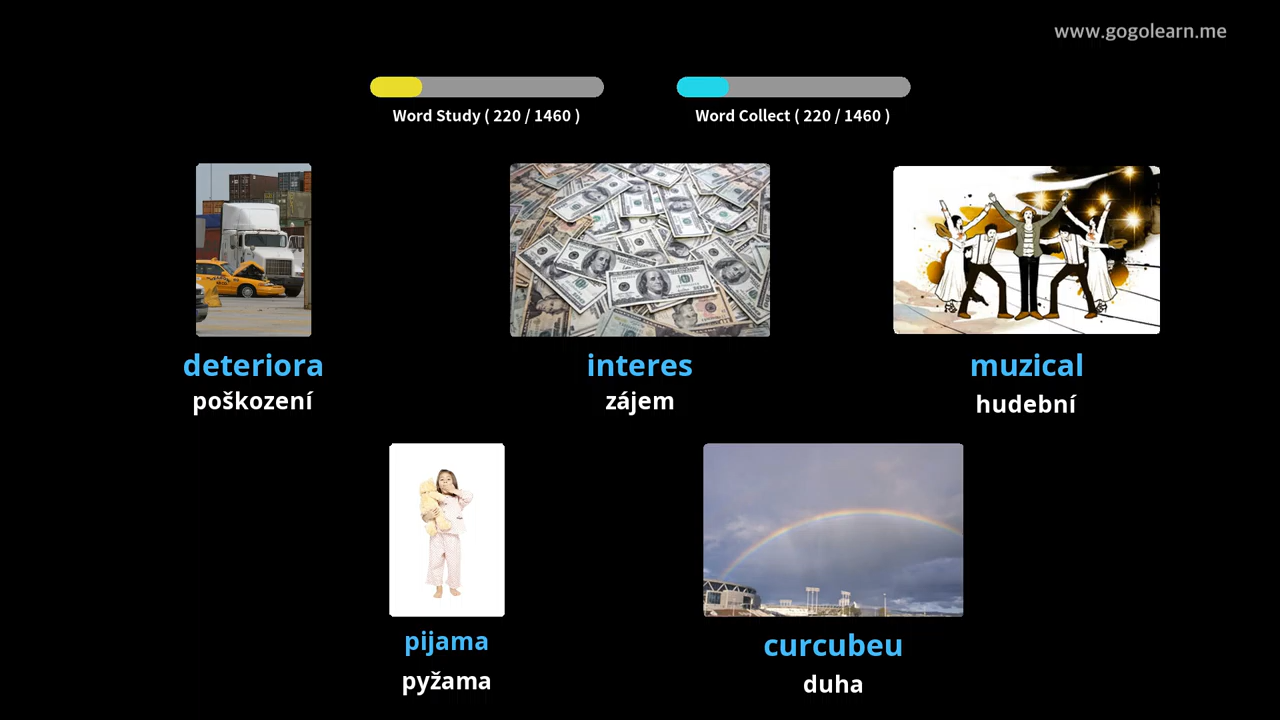 www.gogolearn.me
Word Study ( 220 / 1460 )
Word Collect ( 220 / 1460 )
deteriora
poškození
interes
zájem
muzical
hudební
pijama
pyžama
curcubeu
duha